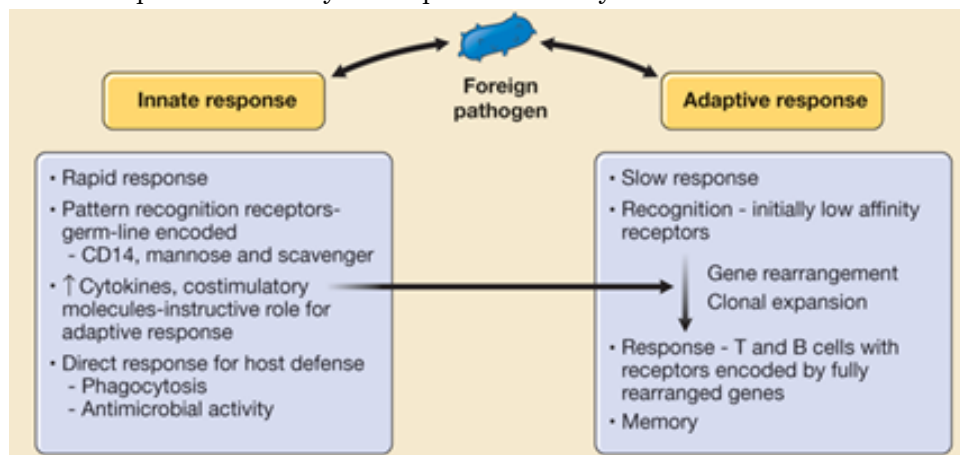 Foreign
pathogen
Innate response
• Rapid response
• Pattern recognition receptors-
germ-line encoded
- CD14, mannose and scavenger
• ↑ Cytokines, costimulatory
molecules-instructive role for
adaptive response
• Direct response for host defense
- Phagocytosis
- Antimicrobial activity
Adaptive response
• Slow response
• Recognition - initially low affinity
receptors
Gene rearrangement
Clonal expansion
• Response - T and B cells with
receptors encoded by fully
rearranged genes
• Memory